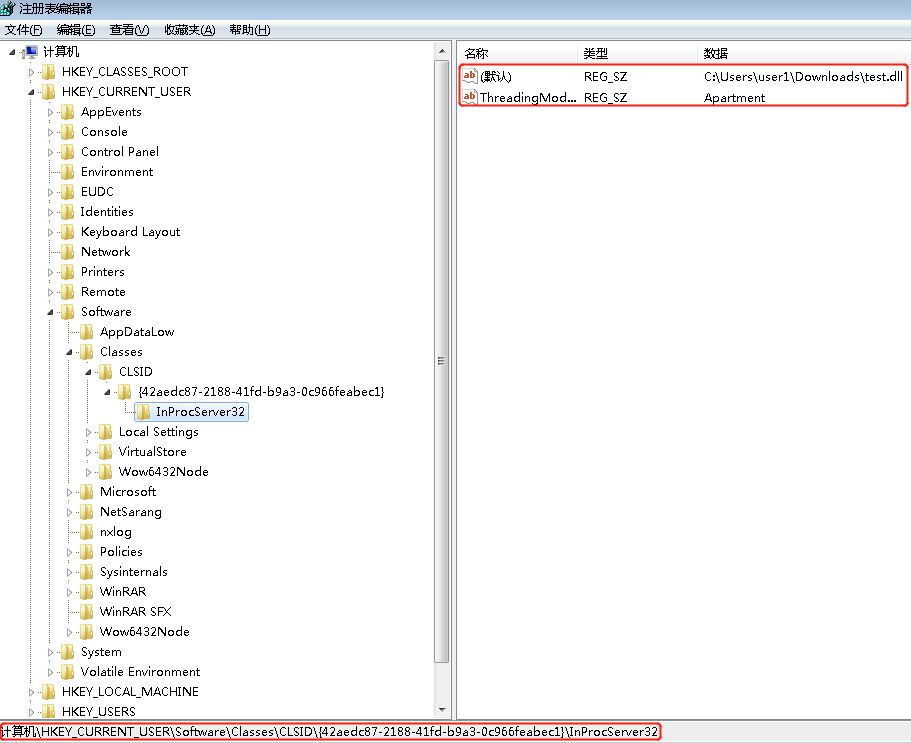 注册表编辑器
文件(F) 编辑(E) 查看(V) 收藏夹(A) 帮助(H)
计算机
HKEY_CLASSES_ROOT
HKEY_CURRENT_USER
AppEvents
Console
Control Panel
Environment
EUDC
Identities
Keyboard Layout
Network
Printers
Remote
Software
AppDataLow
Classes
CLSID
{42aedc87-2188-41fd-b9a3-0c966feabec1}
InProcServer32
Local Settings
VirtualStore
Wow6432Node
Microsoft
NetSarang
nxlog
Policies
Sysinternals
WinRAR
WinRAR SFX
Wow6432Node
System
Volatile Environment
HKEY_LOCAL_MACHINE
HKEY_USERS
名称 类型 数据
ab (默认) REG_SZ C:\Users\user1\Downloads\test.dll
ab ThreadingMod... REG_SZ Apartment
计算机\HKEY_CURRENT_USER\Software\Classes\CLSID\{42aedc87-2188-41fd-b9a3-0c966feabec1}\InProcServer32